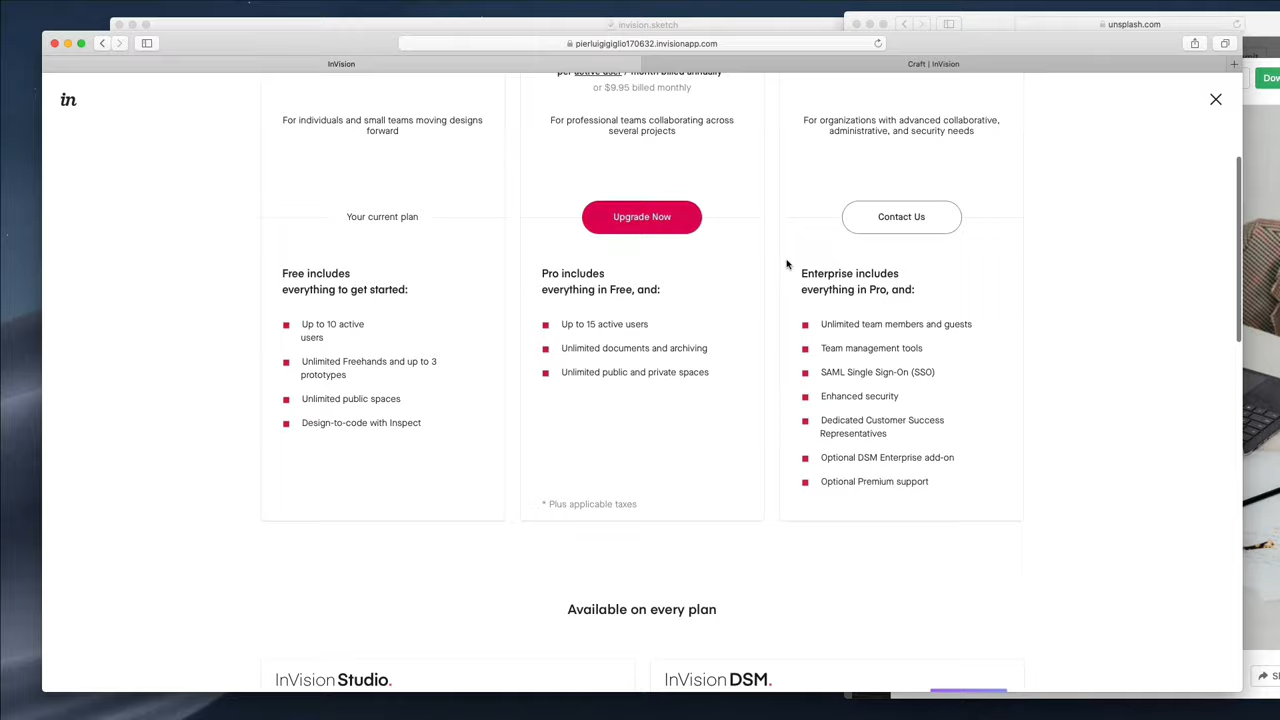 invision.sketch
unsplash.com
pierluigigiglio170632.invisionapp.com
InVision
Craft | InVision
in
per active user / month billed annually
or $9.95 billed monthly
For individuals and small teams moving designs
forward
For professional teams collaborating across
several projects
For organizations with advanced collaborative,
administrative, and security needs
Your current plan
Upgrade Now
Contact Us
Free includes
everything to get started:
Up to 10 active
users
Unlimited Freehands and up to 3
prototypes
Unlimited public spaces
Design-to-code with Inspect
Pro includes
everything in Free, and:
Up to 15 active users
Unlimited documents and archiving
Unlimited public and private spaces
* Plus applicable taxes
Enterprise includes
everything in Pro, and:
Unlimited team members and guests
Team management tools
SAML Single Sign-On (SSO)
Enhanced security
Dedicated Customer Success
Representatives
Optional DSM Enterprise add-on
Optional Premium support
Available on every plan
InVision Studio.
InVision DSM.